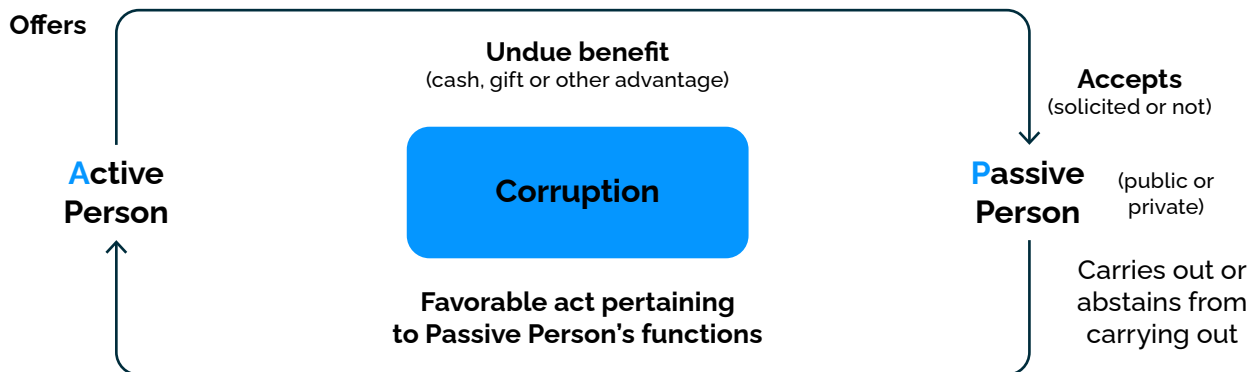 Offers
Undue benefit
(cash, gift or other advantage)
Accepts
(solicited or not)
Active
Person
Corruption
Passive
Person
(public or
private)
Favorable act pertaining
to Passive Person’s functions
Carries out or
abstains from
carrying out